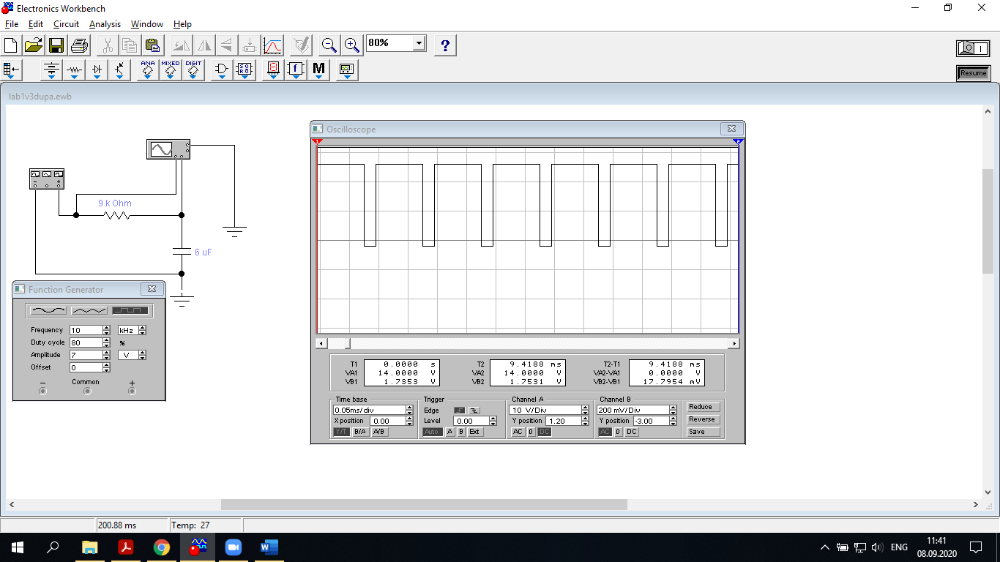 Electronics Workbench
File Edit Circuit Analysis Window Help
80% ?
ANA MIXED DIGIT
f M
Resume
lab1v3dupa.ewb
Oscilloscope
1 2
9 k Ohm
6 uF
Function Generator
Frequency 10 kHz
Duty cycle 80 %
Amplitude 7 V
Offset 0
− Common +
T1 0.0000 s T2 9.4188 ms T2-T1 9.4188 ms
VA1 14.0000 V VA2 14.0000 V VA2-VA1 0.0000 V
VB1 1.7353 V VB2 1.7531 V VB2-VB1 17.7954 mV
Time base Trigger Channel A Channel B Reduce
0.05ms/div Edge 10 V/Div 200 mV/Div
X position 0.00 Level 0.00 Y position 1.20 Y position -3.00 Reverse
Y/T B/A A/B Auto A B Ext AC 0 DC AC 0 DC Save
200.88 ms Temp: 27
ENG 11:41
08.09.2020